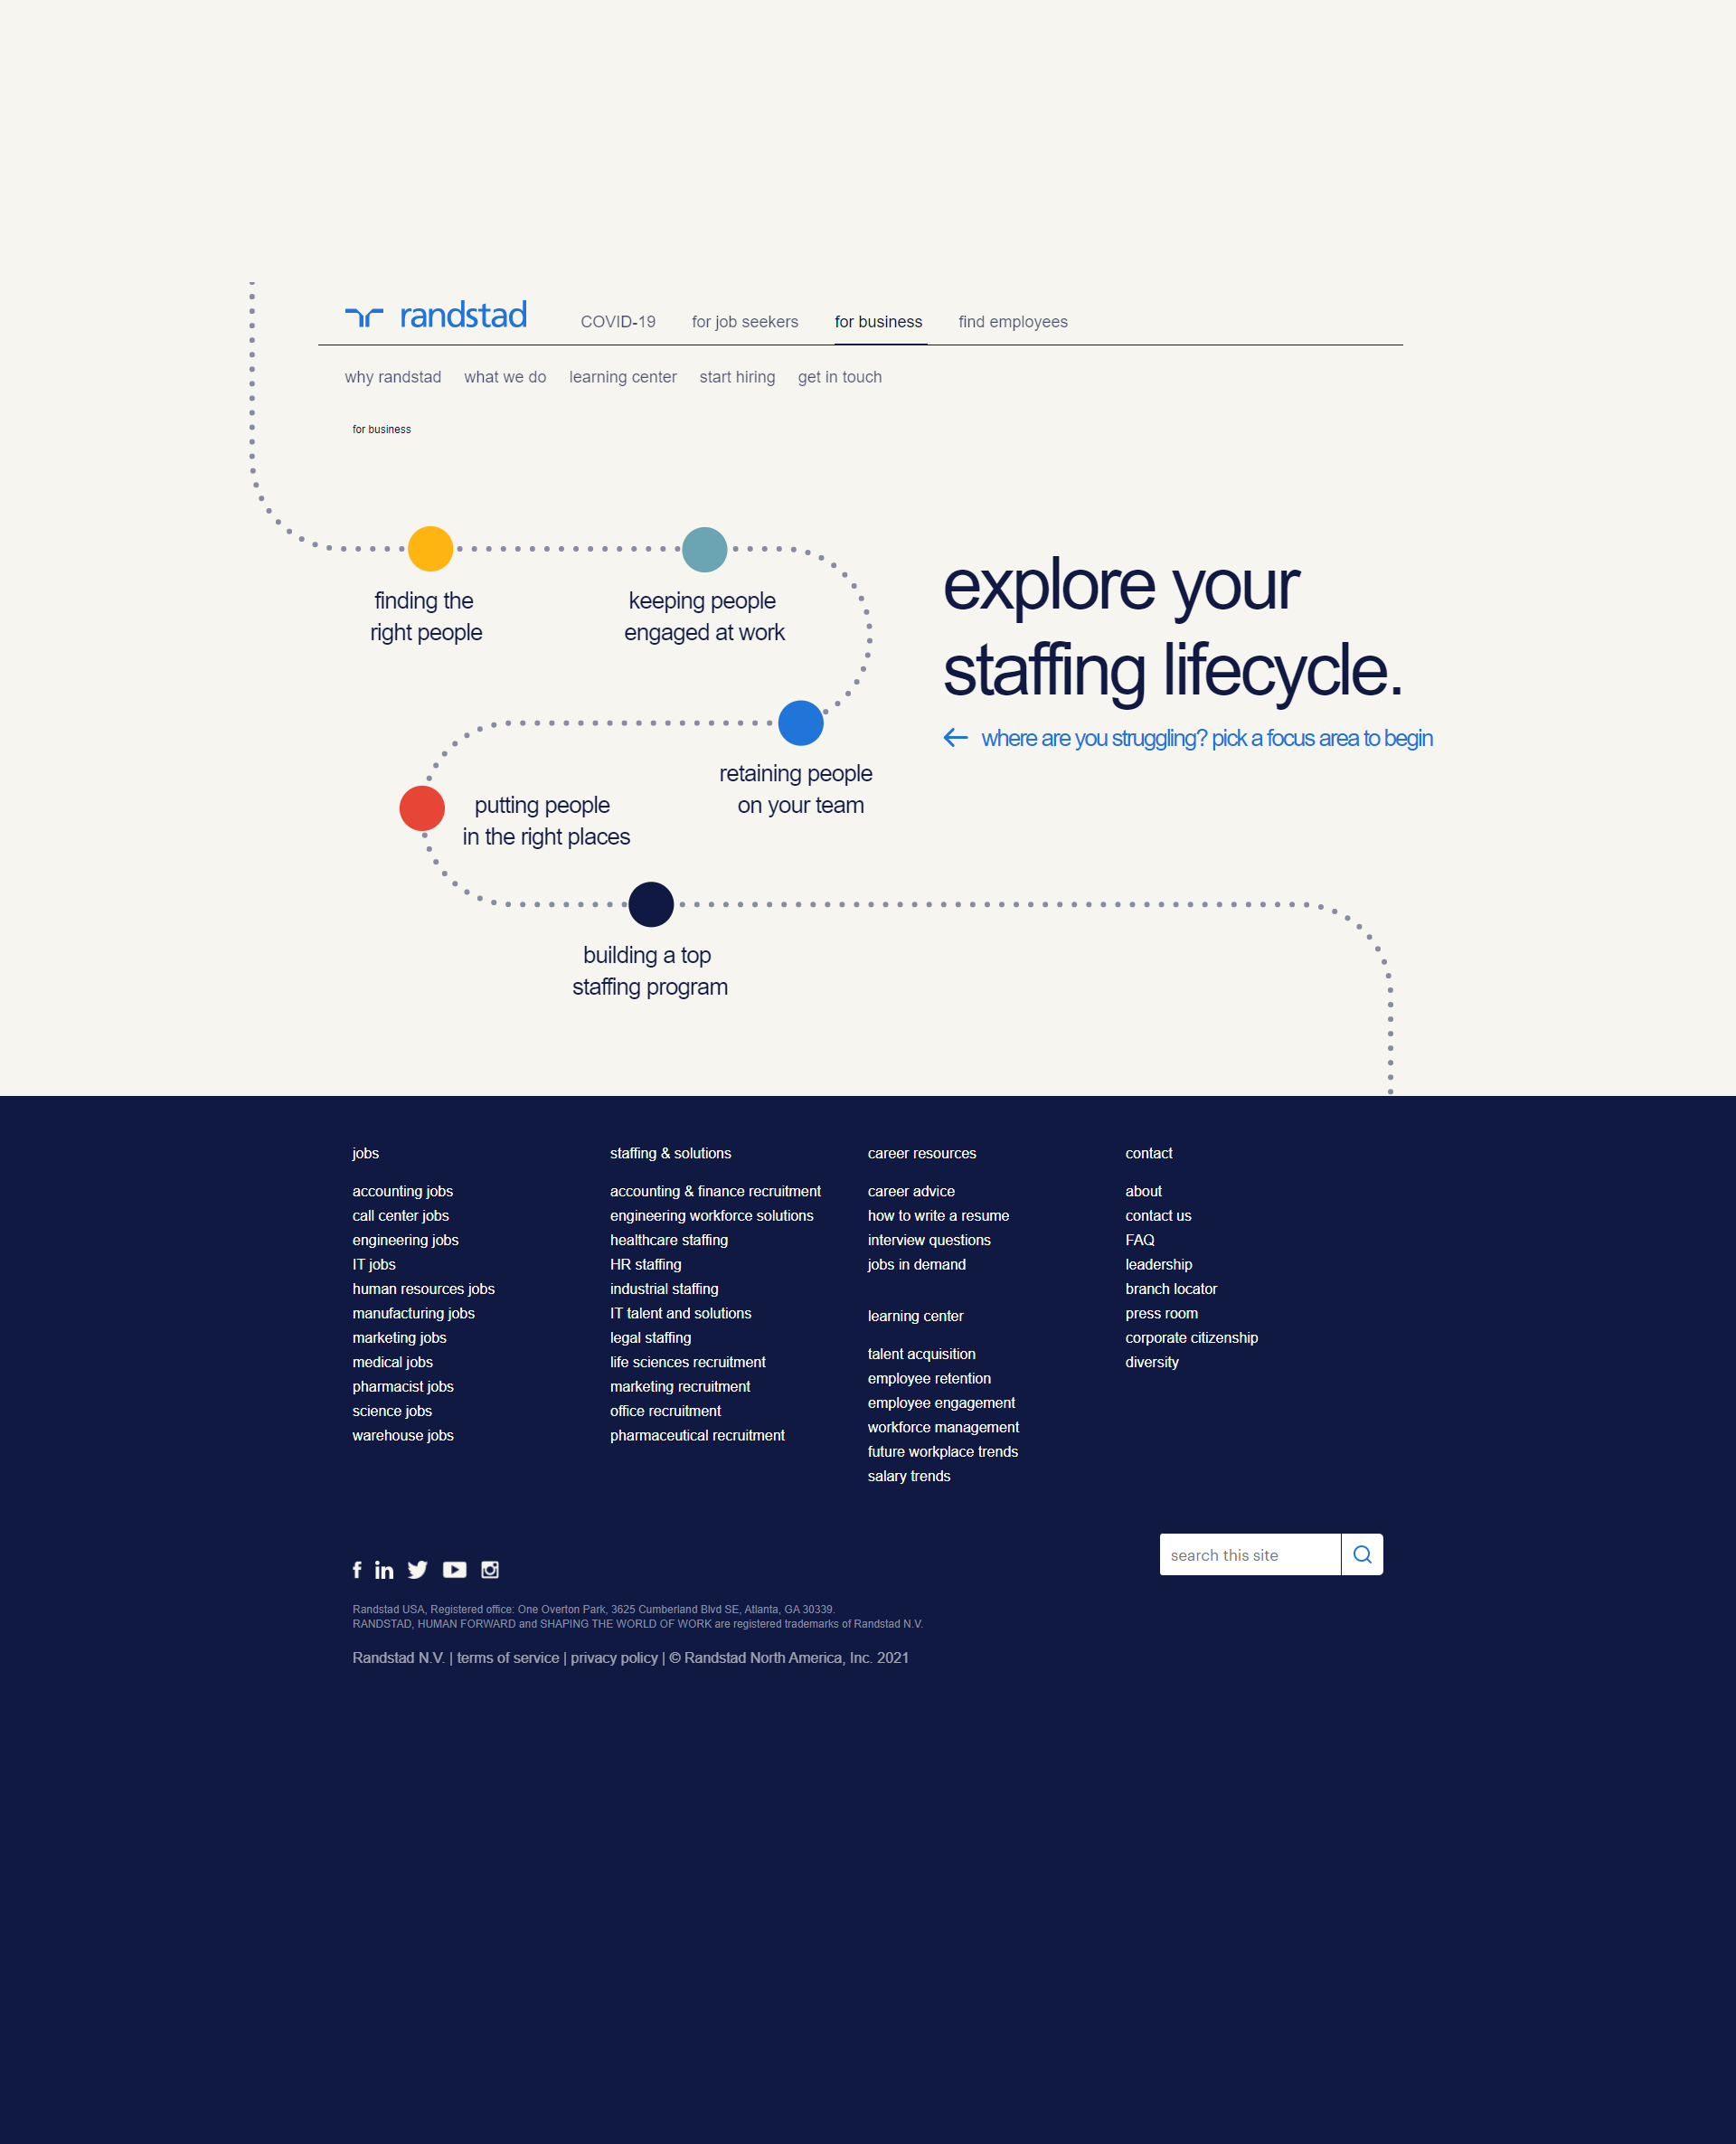 randstad
COVID-19 for job seekers for business find employees
why randstad what we do learning center start hiring get in touch
for business
finding the
right people
keeping people
engaged at work
explore your
staffing lifecycle.
where are you struggling? pick a focus area to begin
retaining people
on your team
putting people
in the right places
building a top
staffing program
jobs
accounting jobs
call center jobs
engineering jobs
IT jobs
human resources jobs
manufacturing jobs
marketing jobs
medical jobs
pharmacist jobs
science jobs
warehouse jobs
staffing & solutions
accounting & finance recruitment
engineering workforce solutions
healthcare staffing
HR staffing
industrial staffing
IT talent and solutions
legal staffing
life sciences recruitment
marketing recruitment
office recruitment
pharmaceutical recruitment
career resources
career advice
how to write a resume
interview questions
jobs in demand
learning center
talent acquisition
employee retention
employee engagement
workforce management
future workplace trends
salary trends
contact
about
contact us
FAQ
leadership
branch locator
press room
corporate citizenship
diversity
search this site
Randstad USA, Registered office: One Overton Park, 3625 Cumberland Blvd SE, Atlanta, GA 30339.
RANDSTAD, HUMAN FORWARD and SHAPING THE WORLD OF WORK are registered trademarks of Randstad N.V.
Randstad N.V. | terms of service | privacy policy | © Randstad North America, Inc. 2021